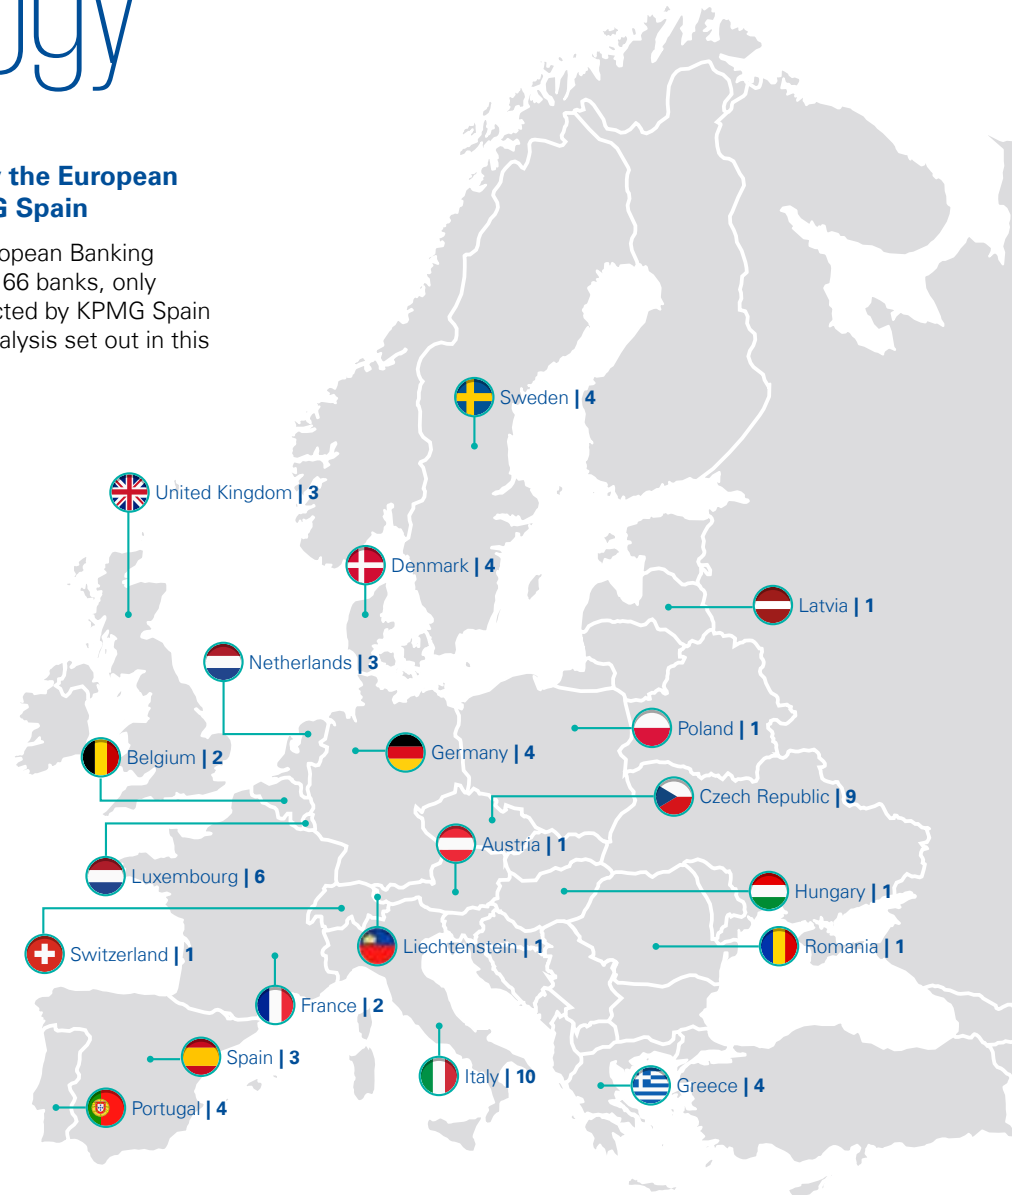 ogy
the European
G Spain
opean Banking
66 banks, only
cted by KPMG Spain
alysis set out in this
Sweden | 4
United Kingdom | 3
Denmark | 4
Latvia | 1
Netherlands | 3
Poland | 1
Germany | 4
Belgium | 2
Czech Republic | 9
Austria | 1
Luxembourg | 6
Hungary | 1
Romania | 1
Liechtenstein | 1
Switzerland | 1
France | 2
Spain | 3
Italy | 10
Greece | 4
Portugal | 4